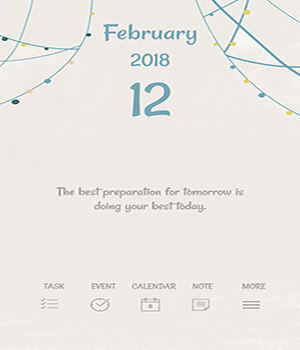 February
2018
12
The best preparation for tomorrow is
doing your best today.
TASK EVENT CALENDAR NOTE MORE